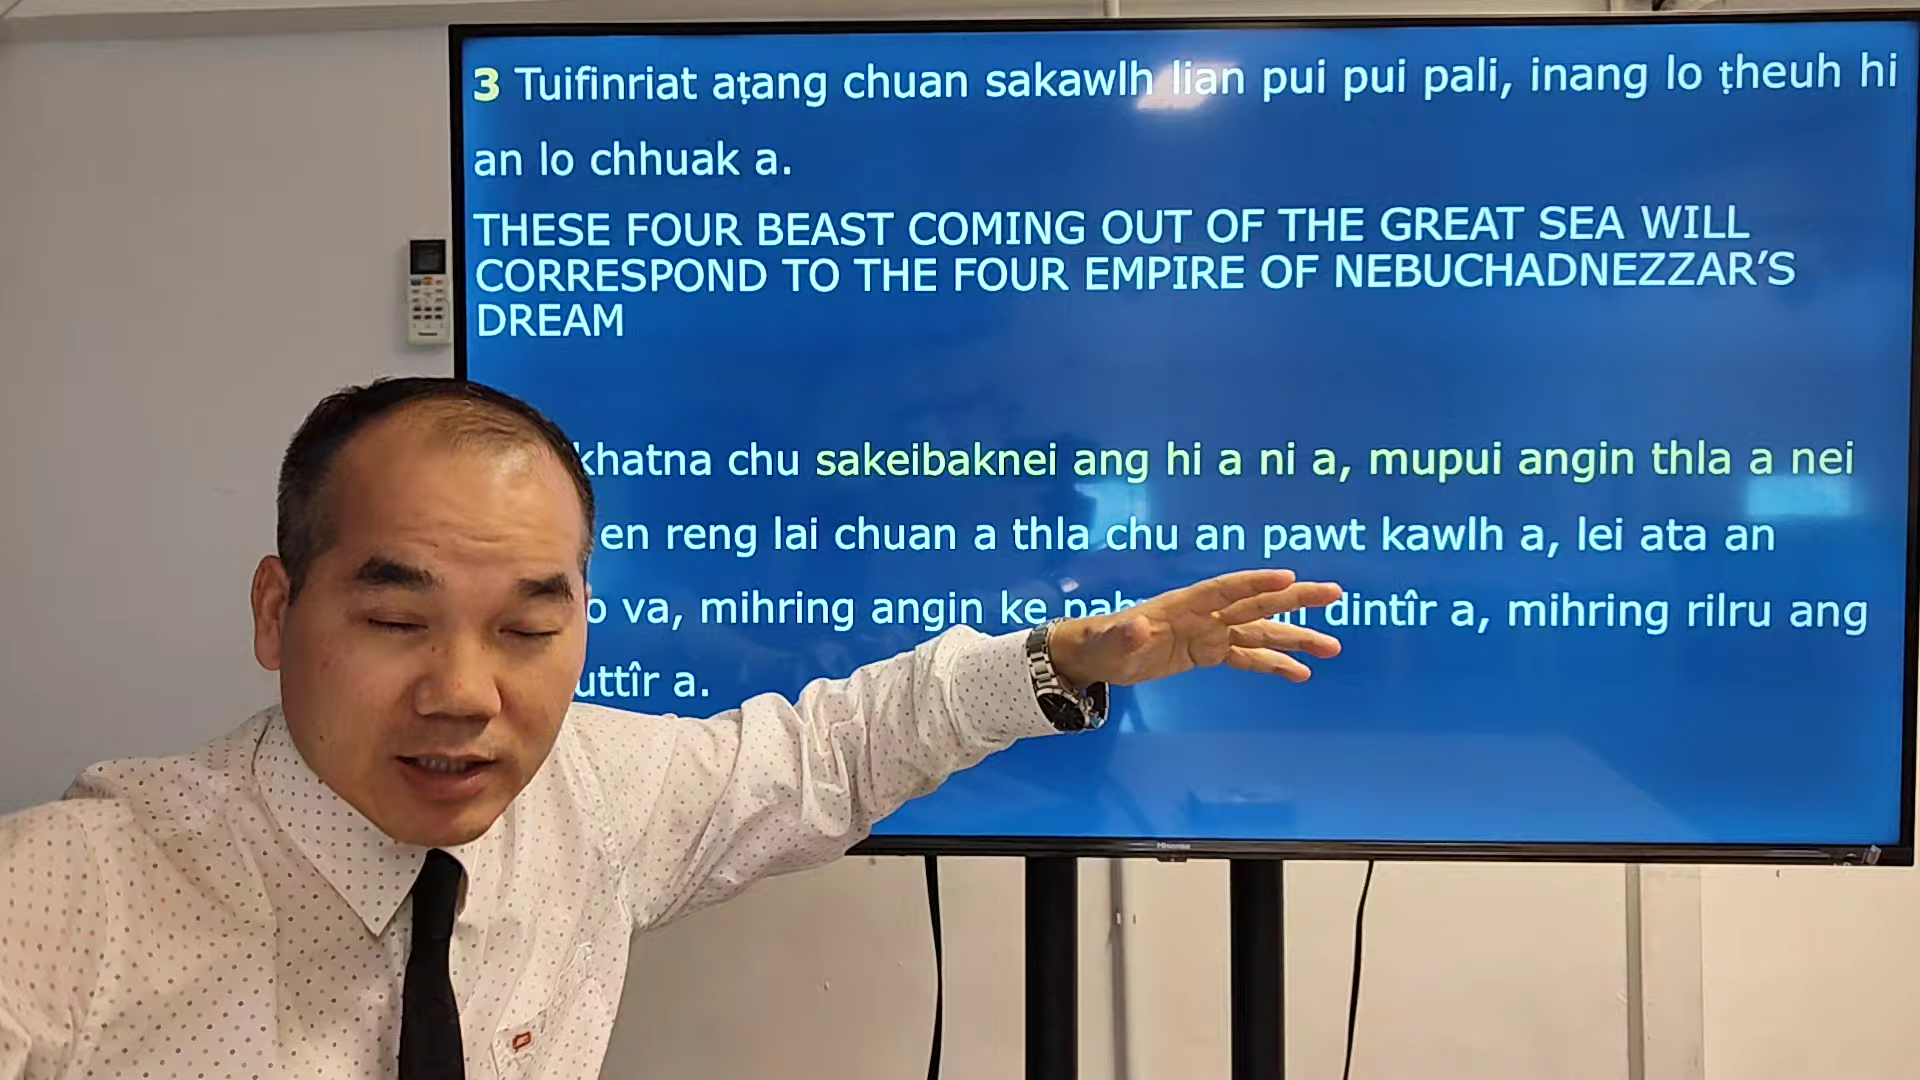 3 Tuifinriat aṭang chuan sakawlh lian pui pui pali, inang lo ṭheuh hi
an lo chhuak a.
THESE FOUR BEAST COMING OUT OF THE GREAT SEA WILL
CORRESPOND TO THE FOUR EMPIRE OF NEBUCHADNEZZAR’S
DREAM
khatna chu sakeibaknei ang hi a ni a, mupui angin thla a nei
en reng lai chuan a thla chu an pawt kawlh a, lei ata an
va, mihring angin ke dintîr a, mihring rilru ang
a.
Hisense